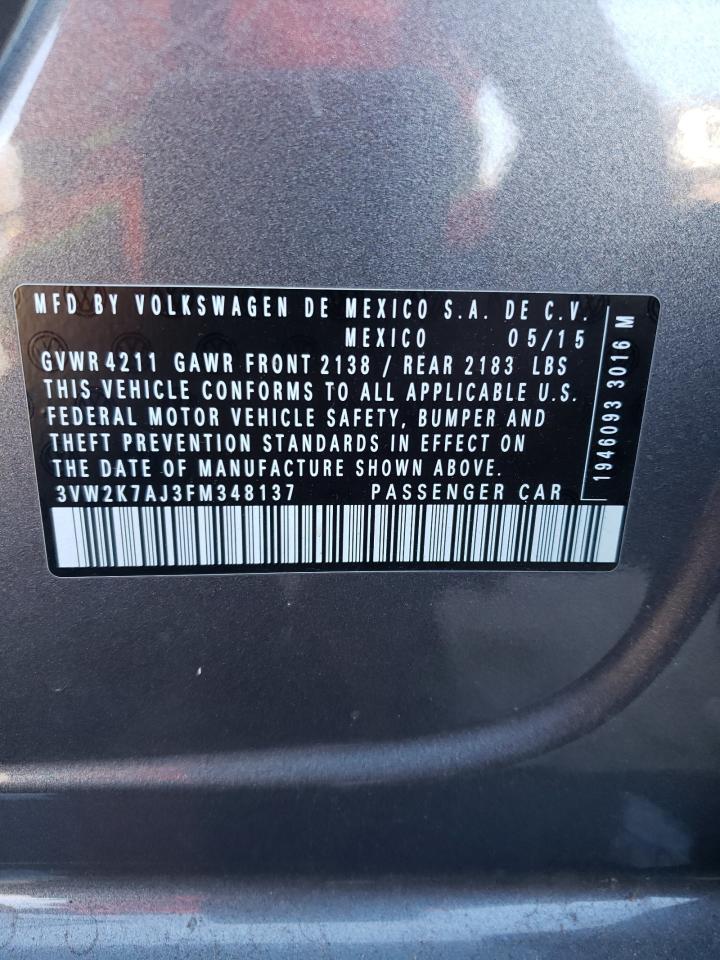 MFD BY VOLKSWAGEN DE MEXICO S.A. DE C.V.
MEXICO 05/15
GVWR 4211 GAWR FRONT 2138 / REAR 2183 LBS
THIS VEHICLE CONFORMS TO ALL APPLICABLE U.S.
FEDERAL MOTOR VEHICLE SAFETY, BUMPER AND
THEFT PREVENTION STANDARDS IN EFFECT ON
THE DATE OF MANUFACTURE SHOWN ABOVE.
3VW2K7AJ3FM348137 PASSENGER CAR
1946093 3016 M